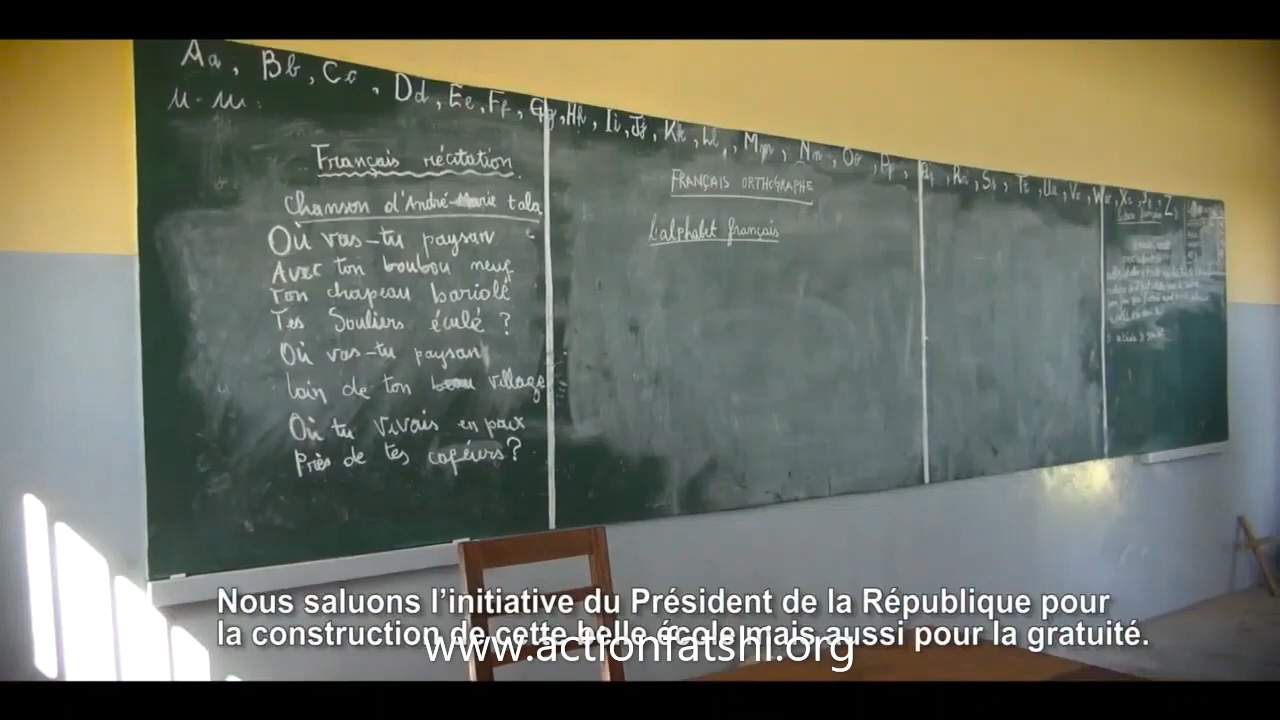 Aa, Bb, Cc, Dd, Ee, Ff, Gg, Hh, Ii, Jj, Kk, Ll, Mm, Nn, Oo, Pp, Qq, Rr, Ss, Tt, Uu, Vv, Ww, Xx, Yy, Zz
Français récitation
Chanson d'André-Marie tala
Où vas-tu paysan
Avec ton boubou neuf
Ton chapeau bariolé
Tes Souliers éculé ?
Où vas-tu paysan
loin de ton beau village
Où tu vivais en paix
Près de tes caféiers ?
FRANÇAIS ORTHOGRAPHE
L'alphabet français
Nous saluons l'initiative du Président de la République pour
la construction de cette belle école mais aussi pour la gratuité.
www.actionfatshi.org